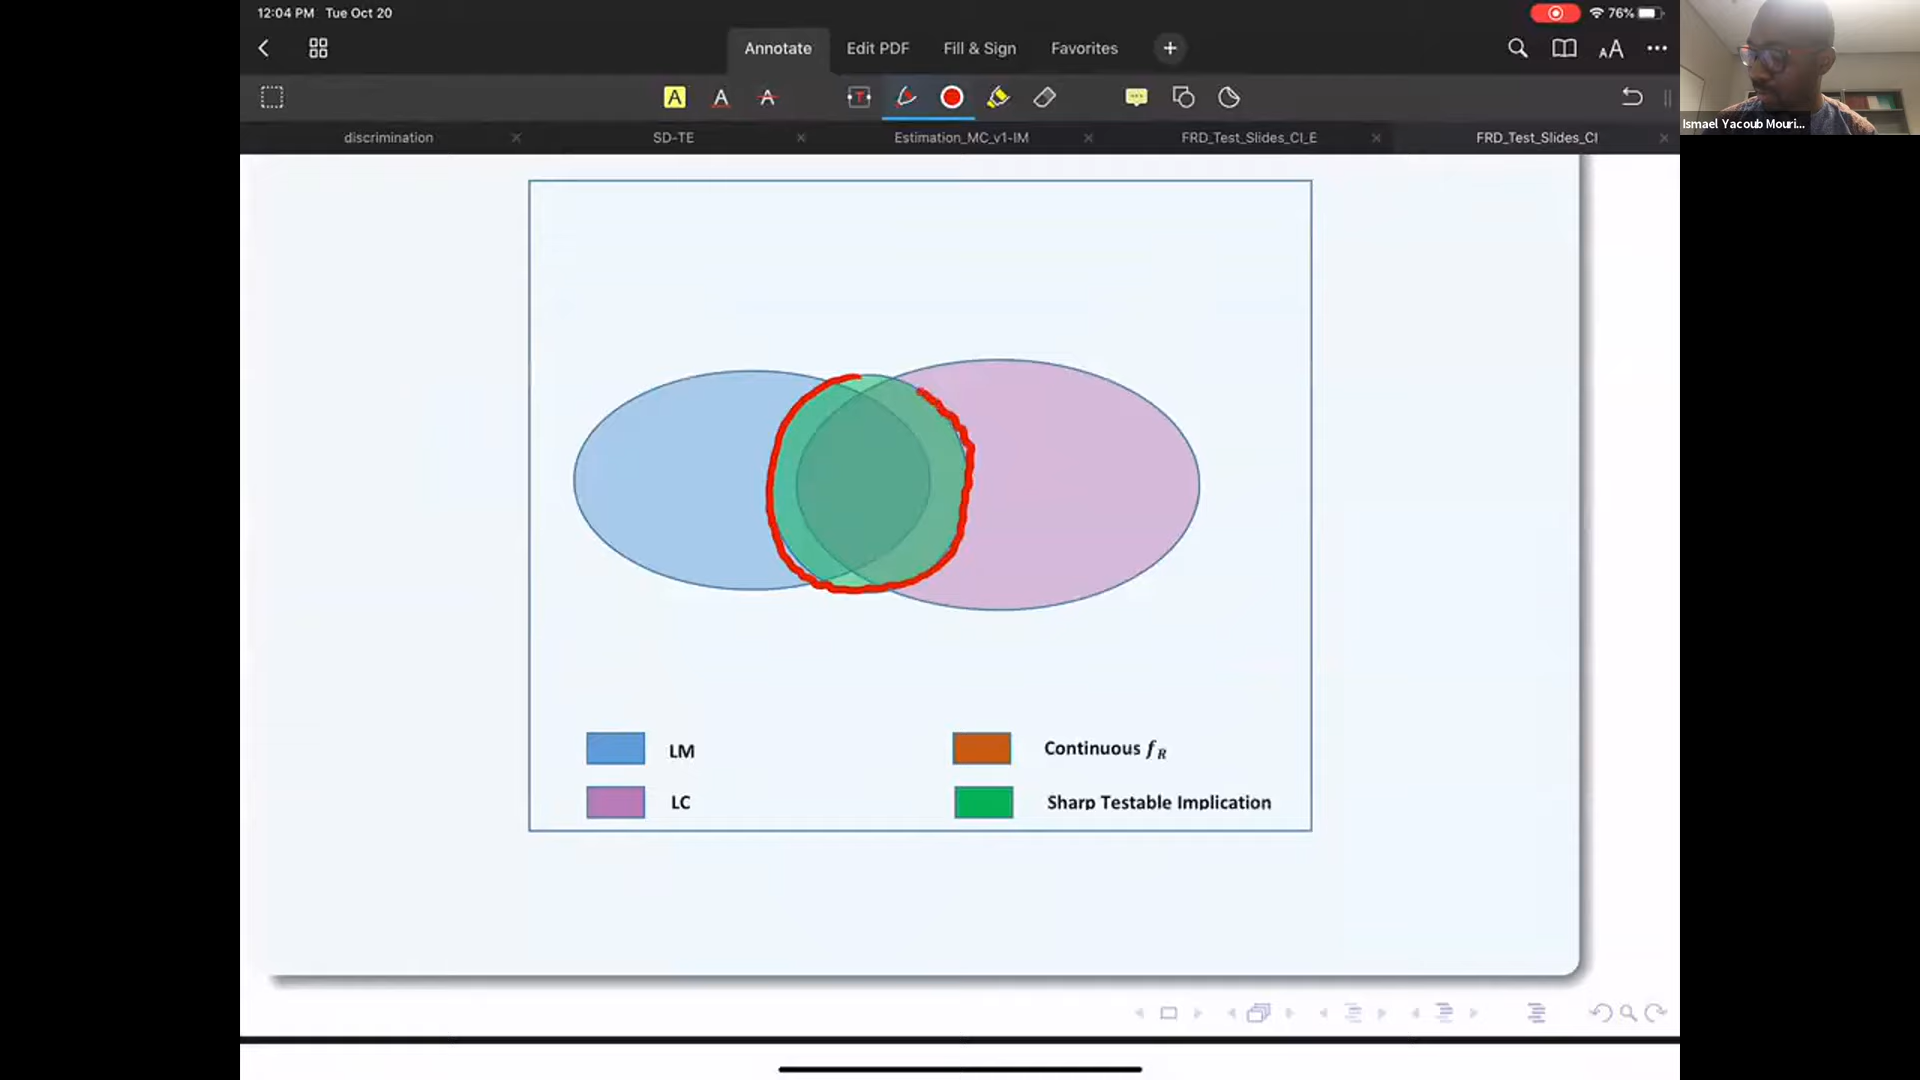 12:04 PM Tue Oct 20
76%
Annotate Edit PDF Fill & Sign Favorites
discrimination SD-TE Estimation_MC_v1-IM FRD_Test_Slides_CI_E FRD_Test_Slides_CI
Ismael Yacoub Mouri...
LM Continuous f_R
LC Sharp Testable Implication